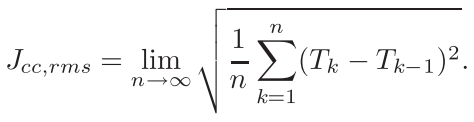 $J_{cc,rms} = \lim_{n \to \infty} \sqrt{\frac{1}{n} \sum_{k=1}^{n} (T_k - T_{k-1})^2}.$